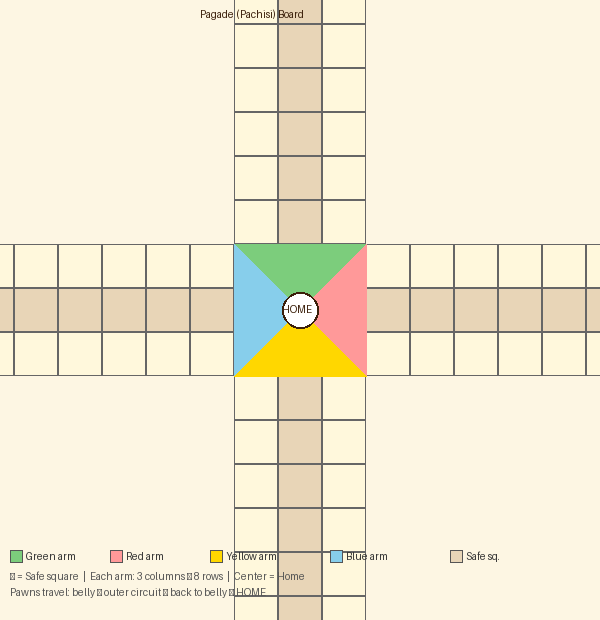 Pagade (Pachisi) Board
HOME
Green arm
Red arm
Yellow arm
Blue arm
Safe sq.
▯ = Safe square | Each arm: 3 columns ▯ 8 rows | Center = Home
Pawns travel: belly ▯ outer circuit ▯ back to belly ▯ HOME